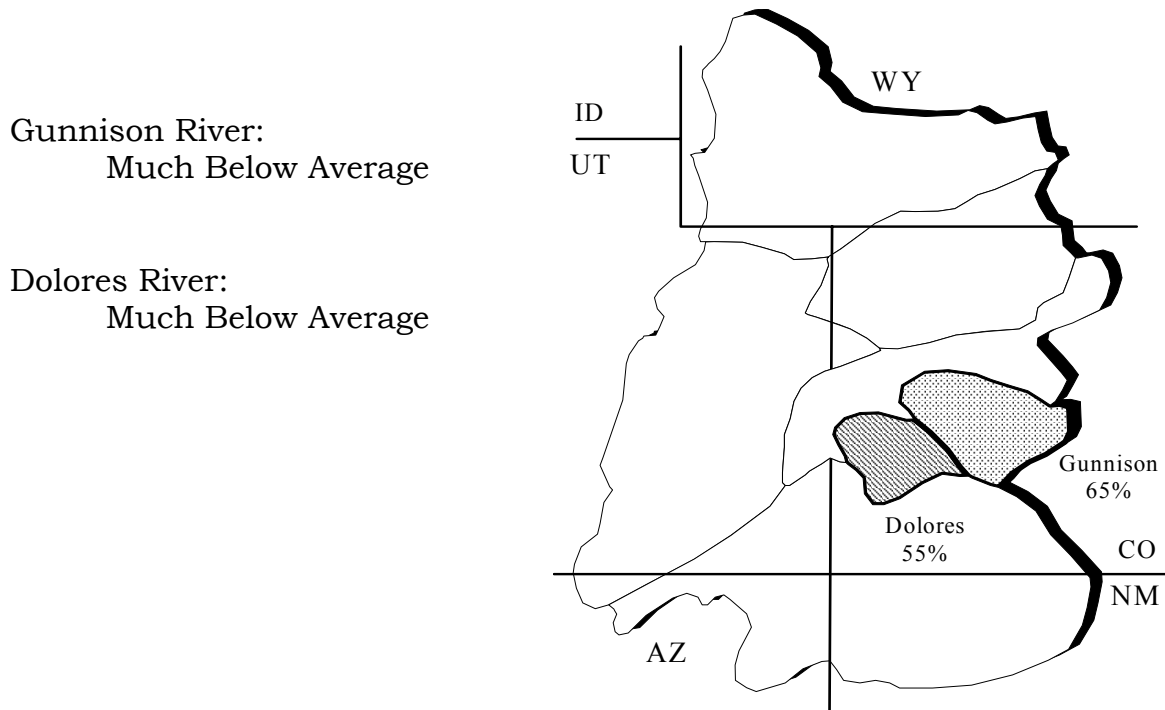 Gunnison River:
Much Below Average
Dolores River:
Much Below Average
WY
ID
UT
Gunnison
65%
Dolores
55%
CO
NM
AZ